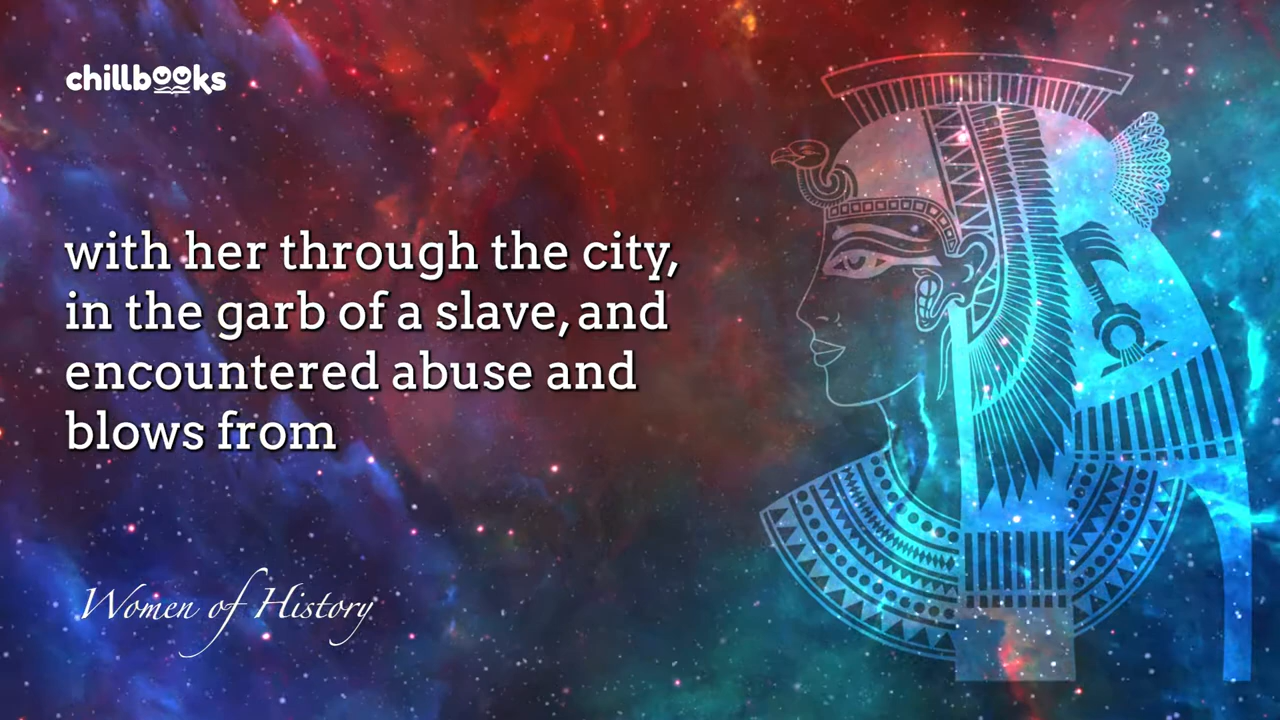 chillbooks
with her through the city,
in the garb of a slave, and
encountered abuse and
blows from
Women of History